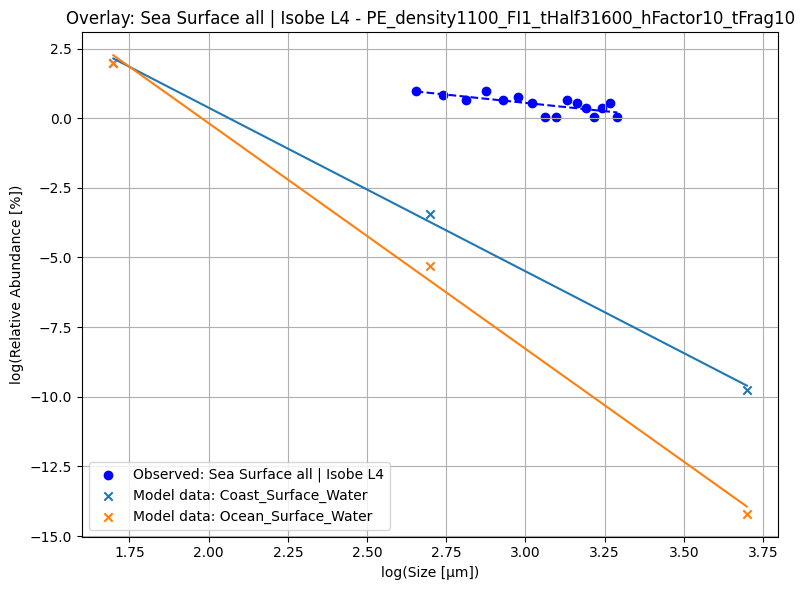 Overlay: Sea Surface all | Isobe L4 - PE_density1100_FI1_tHalf31600_hFactor10_tFrag10
2.5
0.0
−2.5
−5.0
−7.5
−10.0
−12.5
−15.0
log(Relative Abundance [%])
Observed: Sea Surface all | Isobe L4
Model data: Coast_Surface_Water
Model data: Ocean_Surface_Water
1.75 2.00 2.25 2.50 2.75 3.00 3.25 3.50 3.75
log(Size [μm])